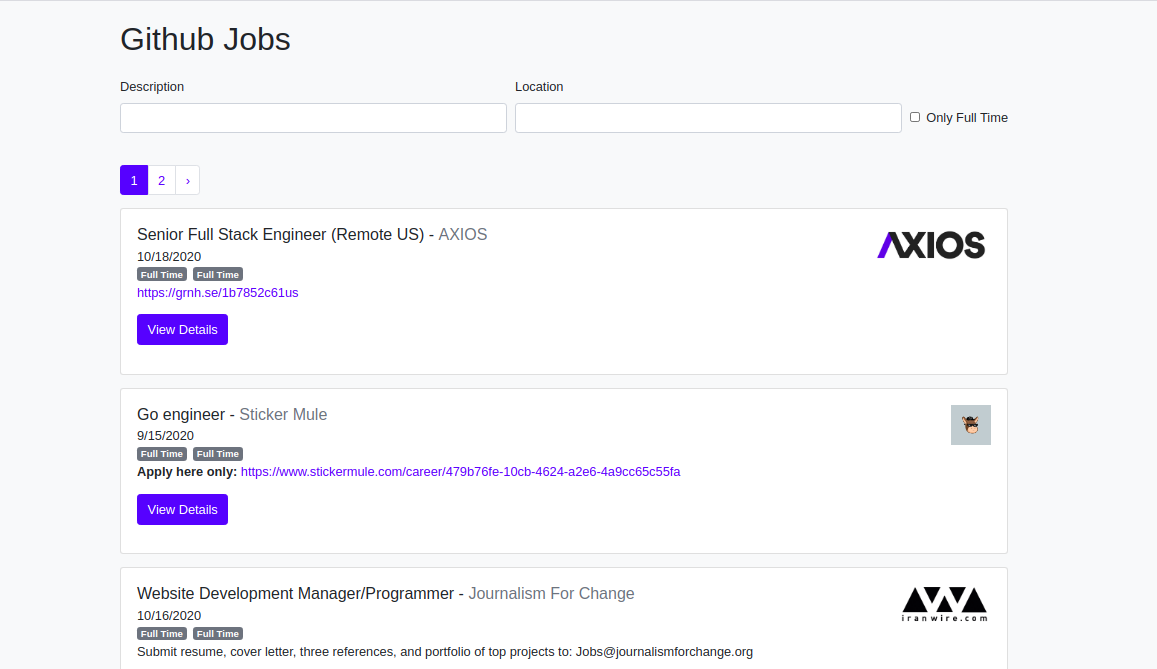 Github Jobs
Description
Location
Only Full Time
1 2 ›
Senior Full Stack Engineer (Remote US) - AXIOS
AXIOS
10/18/2020
Full Time Full Time
https://grnh.se/1b7852c61us
View Details
Go engineer - Sticker Mule
9/15/2020
Full Time Full Time
Apply here only: https://www.stickermule.com/career/479b76fe-10cb-4624-a2e6-4a9cc65c55fa
View Details
Website Development Manager/Programmer - Journalism For Change
iranwire.com
10/16/2020
Full Time Full Time
Submit resume, cover letter, three references, and portfolio of top projects to: Jobs@journalismforchange.org